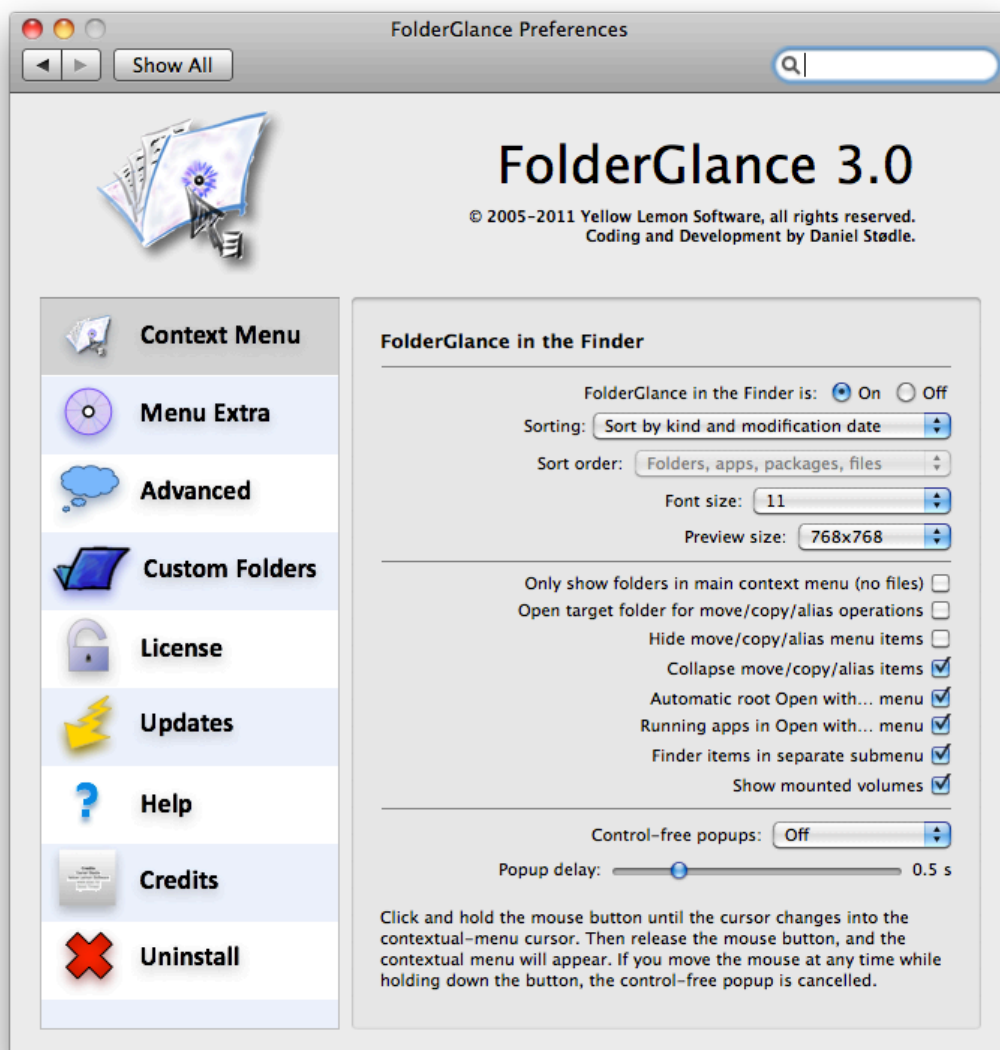 FolderGlance Preferences
Show All
FolderGlance 3.0
© 2005-2011 Yellow Lemon Software, all rights reserved.
Coding and Development by Daniel Stødle.
Context Menu
Menu Extra
Advanced
Custom Folders
License
Updates
Help
Credits
Uninstall
FolderGlance in the Finder
FolderGlance in the Finder is: On Off
Sorting: Sort by kind and modification date
Sort order: Folders, apps, packages, files
Font size: 11
Preview size: 768x768
Only show folders in main context menu (no files)
Open target folder for move/copy/alias operations
Hide move/copy/alias menu items
Collapse move/copy/alias items
Automatic root Open with... menu
Running apps in Open with... menu
Finder items in separate submenu
Show mounted volumes
Control-free popups: Off
Popup delay: 0.5 s
Click and hold the mouse button until the cursor changes into the
contextual-menu cursor. Then release the mouse button, and the
contextual menu will appear. If you move the mouse at any time while
holding down the button, the control-free popup is cancelled.